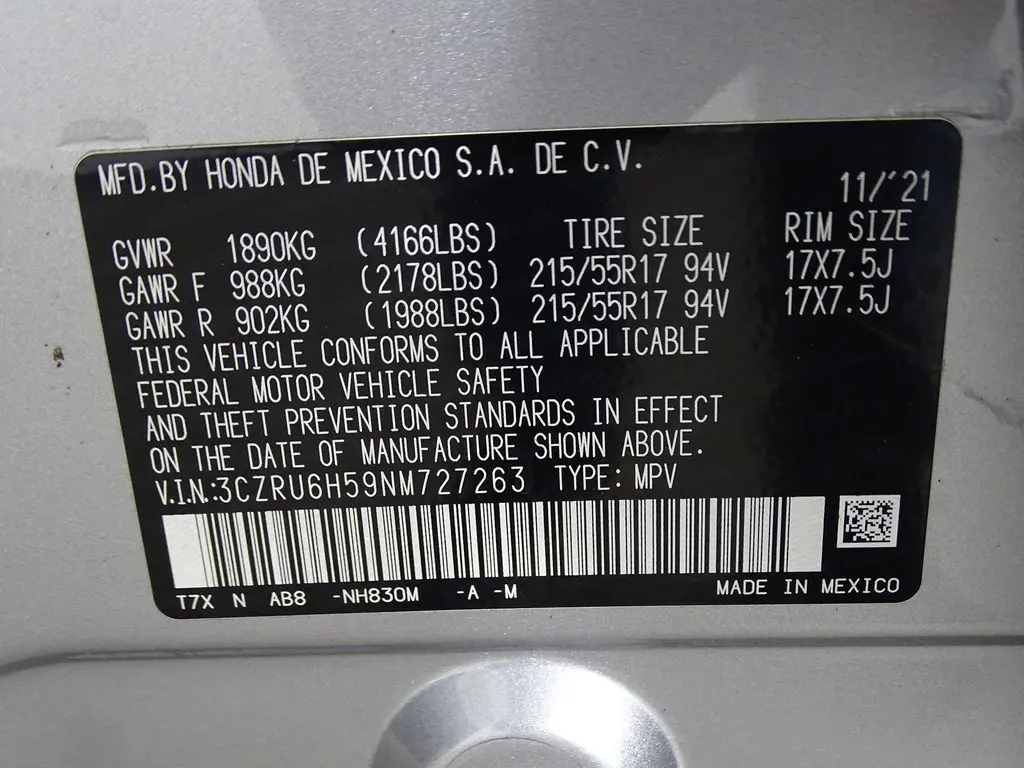 MFD.BY HONDA DE MEXICO S.A. DE C.V.
11/'21
GVWR 1890KG (4166LBS) TIRE SIZE RIM SIZE
GAWR F 988KG (2178LBS) 215/55R17 94V 17X7.5J
GAWR R 902KG (1988LBS) 215/55R17 94V 17X7.5J
THIS VEHICLE CONFORMS TO ALL APPLICABLE
FEDERAL MOTOR VEHICLE SAFETY
AND THEFT PREVENTION STANDARDS IN EFFECT
ON THE DATE OF MANUFACTURE SHOWN ABOVE.
V.I.N.:3CZRU6H59NM727263 TYPE: MPV
T7X N AB8 -NH830M -A -M MADE IN MEXICO